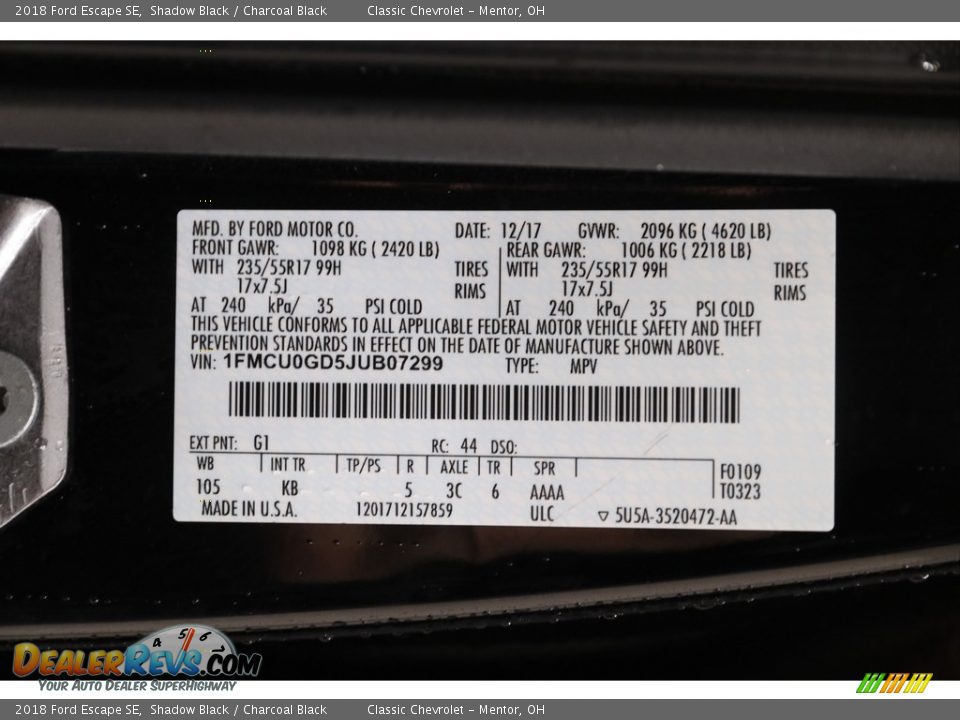 2018 Ford Escape SE, Shadow Black / Charcoal Black Classic Chevrolet – Mentor, OH
MFD. BY FORD MOTOR CO. DATE: 12/17 GVWR: 2096 KG ( 4620 LB)
FRONT GAWR: 1098 KG ( 2420 LB) REAR GAWR: 1006 KG ( 2218 LB)
WITH 235/55R17 99H TIRES WITH 235/55R17 99H TIRES
17x7.5J RIMS 17x7.5J RIMS
AT 240 kPa/ 35 PSI COLD AT 240 kPa/ 35 PSI COLD
THIS VEHICLE CONFORMS TO ALL APPLICABLE FEDERAL MOTOR VEHICLE SAFETY AND THEFT
PREVENTION STANDARDS IN EFFECT ON THE DATE OF MANUFACTURE SHOWN ABOVE.
VIN: 1FMCU0GD5JUB07299 TYPE: MPV
EXT PNT: G1 RC: 44 DSO:
WB INT TR TP/PS R AXLE TR SPR F0109
105 KB 5 3C 6 AAAA T0323
MADE IN U.S.A. 1201712157859 ULC ▽ 5U5A-3520472-AA
4 5 6
DEALERREVS.COM
YOUR AUTO DEALER SUPERHIGHWAY
2018 Ford Escape SE, Shadow Black / Charcoal Black Classic Chevrolet – Mentor, OH